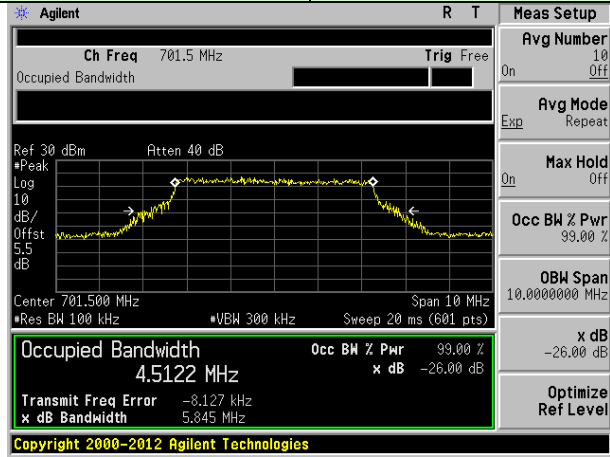 Agilent R T
Ch Freq 701.5 MHz Trig Free
Occupied Bandwidth
Ref 30 dBm Atten 40 dB
#Peak
Log
10
dB/
Offst
5.5
dB
Center 701.500 MHz Span 10 MHz
#Res BW 100 kHz #VBW 300 kHz Sweep 20 ms (601 pts)
Occupied Bandwidth Occ BW % Pwr 99.00 %
4.5122 MHz x dB -26.00 dB
Transmit Freq Error -8.127 kHz
x dB Bandwidth 5.845 MHz
Copyright 2000-2012 Agilent Technologies
Meas Setup
Avg Number
10
On Off
Avg Mode
Exp Repeat
Max Hold
On Off
Occ BW % Pwr
99.00 %
OBW Span
10.0000000 MHz
x dB
-26.00 dB
Optimize
Ref Level